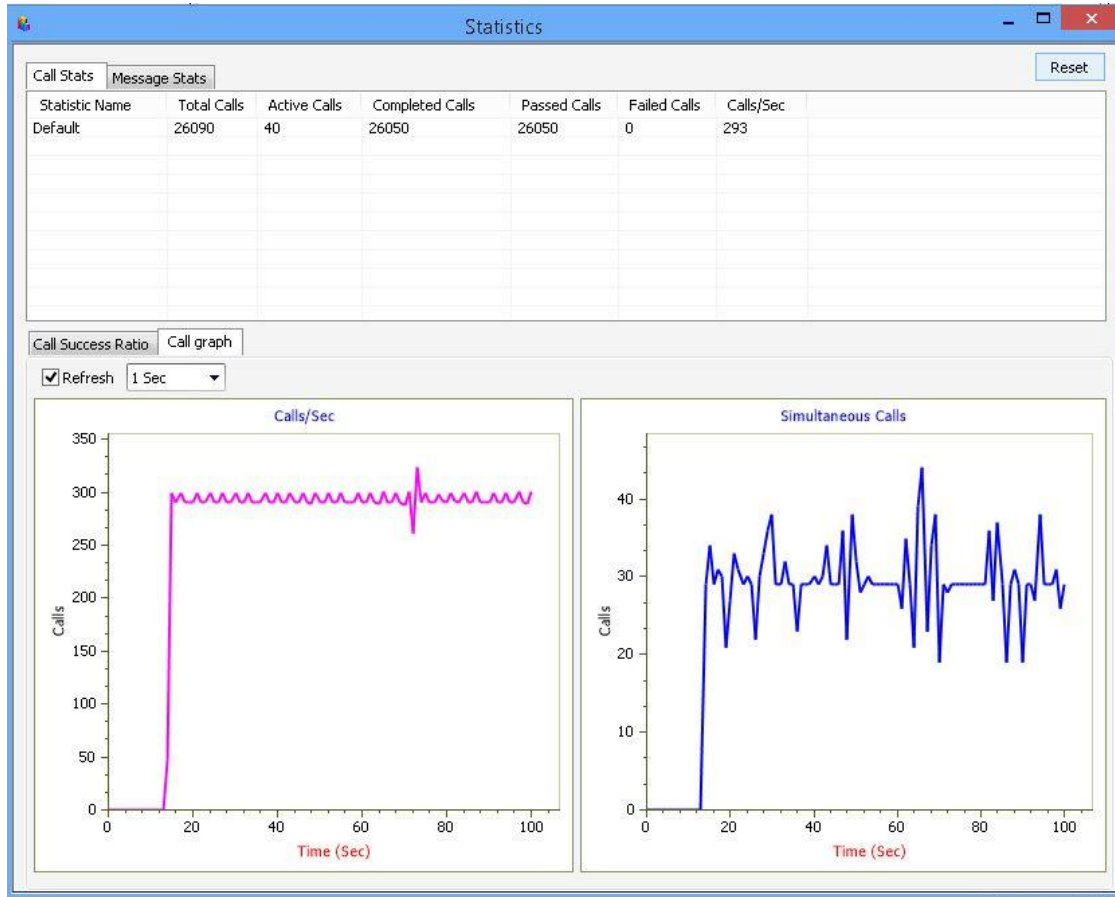 Statistics
Reset
Call Stats Message Stats
Statistic Name Total Calls Active Calls Completed Calls Passed Calls Failed Calls Calls/Sec
Default 26090 40 26050 26050 0 293
Call Success Ratio Call graph
Refresh 1 Sec
Calls/Sec
350
300
250
200
150
100
50
0
Calls
0 20 40 60 80 100
Time (Sec)
Simultaneous Calls
40
30
20
10
0
Calls
0 20 40 60 80 100
Time (Sec)